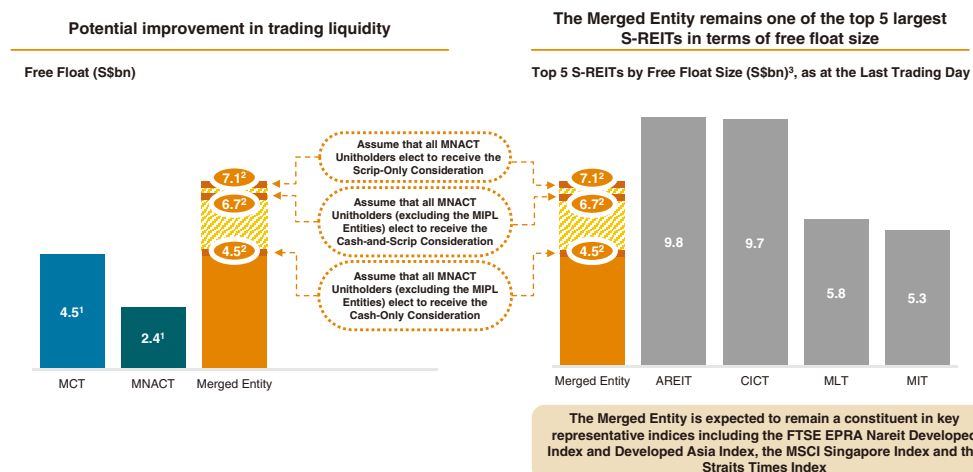 Potential improvement in trading liquidity
The Merged Entity remains one of the top 5 largest
S-REITs in terms of free float size
Free Float (S$bn)
Top 5 S-REITs by Free Float Size (S$bn)³, as at the Last Trading Day
4.5¹
MCT
2.4¹
MNACT
7.1²
6.7²
4.5²
Merged Entity
Assume that all MNACT
Unitholders elect to receive the
Scrip-Only Consideration
Assume that all MNACT
Unitholders (excluding the MIPL
Entities) elect to receive the
Cash-and-Scrip Consideration
Assume that all MNACT
Unitholders (excluding the MIPL
Entities) elect to receive the
Cash-Only Consideration
7.1²
6.7²
4.5²
Merged Entity
9.8
AREIT
9.7
CICT
5.8
MLT
5.3
MIT
The Merged Entity is expected to remain a constituent in key
representative indices including the FTSE EPRA Nareit Developed
Index and Developed Asia Index, the MSCI Singapore Index and th
Straits Times Index